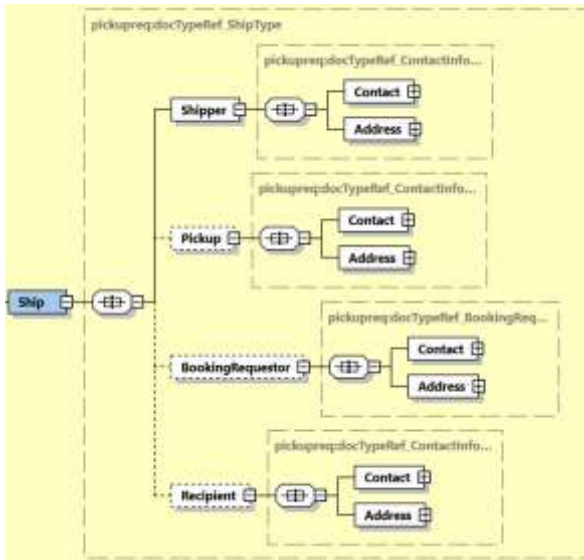 pickupreq:docTypeRef_ShipType
pickupreq:docTypeRef_ContactInfo...
Shipper
Contact
Address
pickupreq:docTypeRef_ContactInfo...
Pickup
Contact
Address
Ship
pickupreq:docTypeRef_BookingReq...
BookingRequestor
Contact
Address
pickupreq:docTypeRef_ContactInfo...
Recipient
Contact
Address